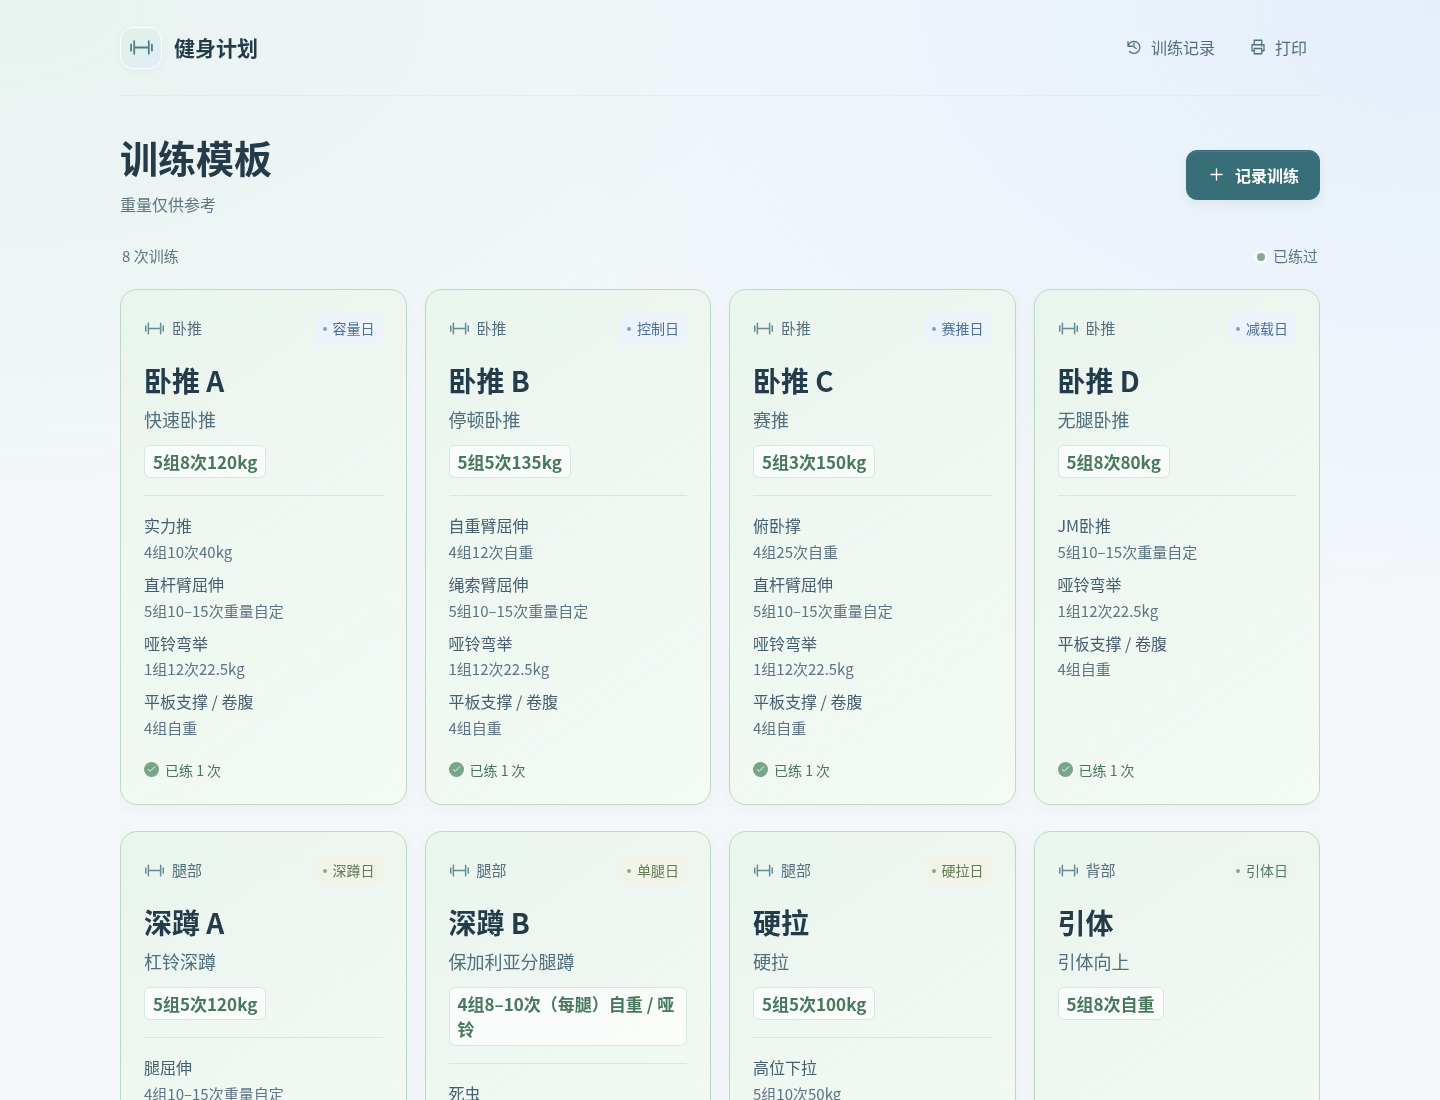 健身计划
训练记录
打印
训练模板
重量仅供参考
记录训练
8 次训练
已练过
卧推
容量日
卧推 A
快速卧推
5组8次120kg
实力推
4组10次40kg
直杆臂屈伸
5组10–15次重量自定
哑铃弯举
1组12次22.5kg
平板支撑 / 卷腹
4组自重
已练 1 次
卧推
控制日
卧推 B
停顿卧推
5组5次135kg
自重臂屈伸
4组12次自重
绳索臂屈伸
5组10–15次重量自定
哑铃弯举
1组12次22.5kg
平板支撑 / 卷腹
4组自重
已练 1 次
卧推
赛推日
卧推 C
赛推
5组3次150kg
俯卧撑
4组25次自重
直杆臂屈伸
5组10–15次重量自定
哑铃弯举
1组12次22.5kg
平板支撑 / 卷腹
4组自重
已练 1 次
卧推
减载日
卧推 D
无腿卧推
5组8次80kg
JM卧推
5组10–15次重量自定
哑铃弯举
1组12次22.5kg
平板支撑 / 卷腹
4组自重
已练 1 次
腿部
深蹲日
深蹲 A
杠铃深蹲
5组5次120kg
腿屈伸
4组10–15次重量自定
腿部
单腿日
深蹲 B
保加利亚分腿蹲
4组8–10次（每腿）自重 / 哑
铃
死虫
腿部
硬拉日
硬拉
硬拉
5组5次100kg
高位下拉
5组10次50kg
背部
引体日
引体
引体向上
5组8次自重